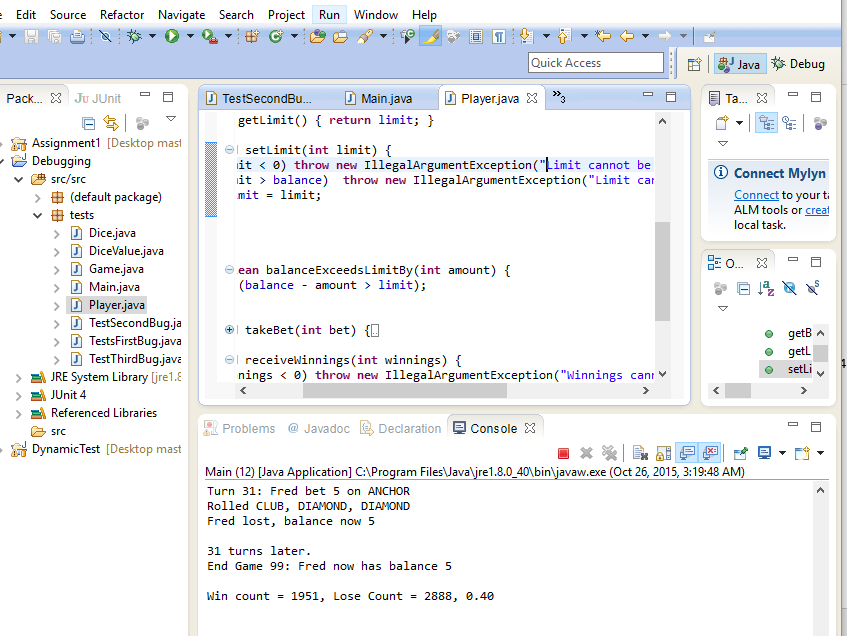 Edit Source Refactor Navigate Search Project Run Window Help
Quick Access
Java Debug
Pack... JUnit
Assignment1 [Desktop mast
Debugging
src/src
(default package)
tests
Dice.java
DiceValue.java
Game.java
Main.java
Player.java
TestSecondBug.ja
TestsFirstBug.java
TestThirdBug.java
JRE System Library [jre1.8
JUnit 4
Referenced Libraries
src
DynamicTest [Desktop mast
TestSecondBu... Main.java Player.java »3
getLimit() { return limit; }
setLimit(int limit) {
it < 0) throw new IllegalArgumentException("Limit cannot be
it > balance)  throw new IllegalArgumentException("Limit can
mit = limit;
ean balanceExceedsLimitBy(int amount) {
(balance - amount > limit);
takeBet(int bet) {
receiveWinnings(int winnings) {
nings < 0) throw new IllegalArgumentException("Winnings cann
Ta...
Connect Mylyn
Connect to your ta
ALM tools or creat
local task.
O...
getB
getL
setLi
Problems @ Javadoc Declaration Console
Main (12) [Java Application] C:\Program Files\Java\jre1.8.0_40\bin\javaw.exe (Oct 26, 2015, 3:19:48 AM)
Turn 31: Fred bet 5 on ANCHOR
Rolled CLUB, DIAMOND, DIAMOND
Fred lost, balance now 5
31 turns later.
End Game 99: Fred now has balance 5
Win count = 1951, Lose Count = 2888, 0.40